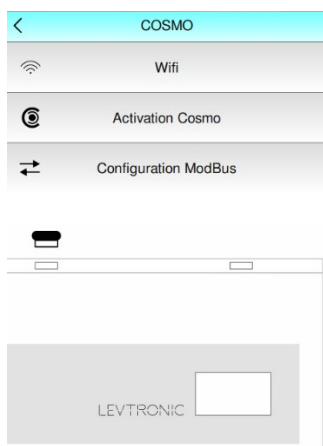 COSMO
Wifi
Activation Cosmo
Configuration ModBus
LEVTRONIC